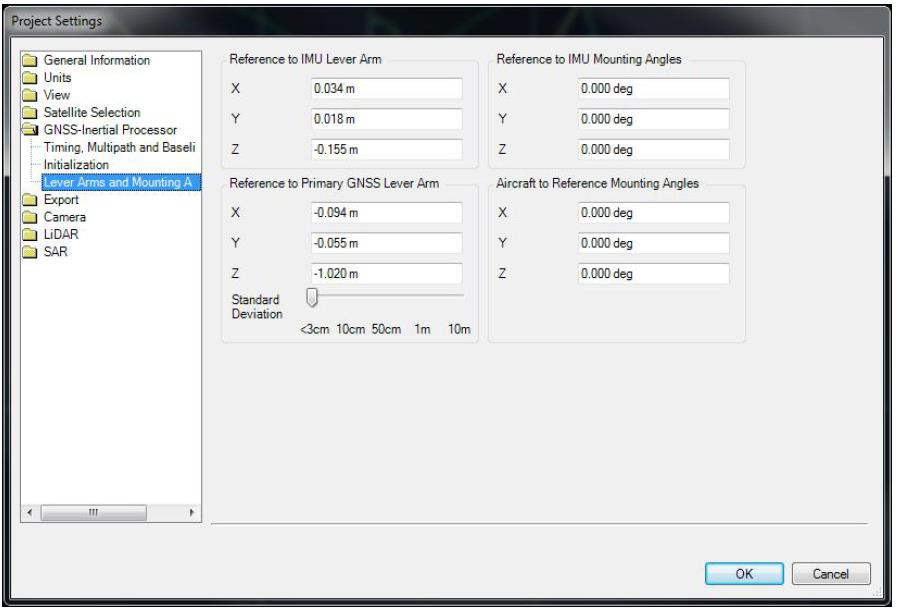 Project Settings
General Information
Units
View
Satellite Selection
GNSS-Inertial Processor
Timing, Multipath and Baseli
Initialization
Lever Arms and Mounting A
Export
Camera
LiDAR
SAR
Reference to IMU Lever Arm
X 0.034 m
Y 0.018 m
Z -0.155 m
Reference to IMU Mounting Angles
X 0.000 deg
Y 0.000 deg
Z 0.000 deg
Reference to Primary GNSS Lever Arm
X -0.094 m
Y -0.055 m
Z -1.020 m
Standard
Deviation
<3cm 10cm 50cm 1m 10m
Aircraft to Reference Mounting Angles
X 0.000 deg
Y 0.000 deg
Z 0.000 deg
OK Cancel